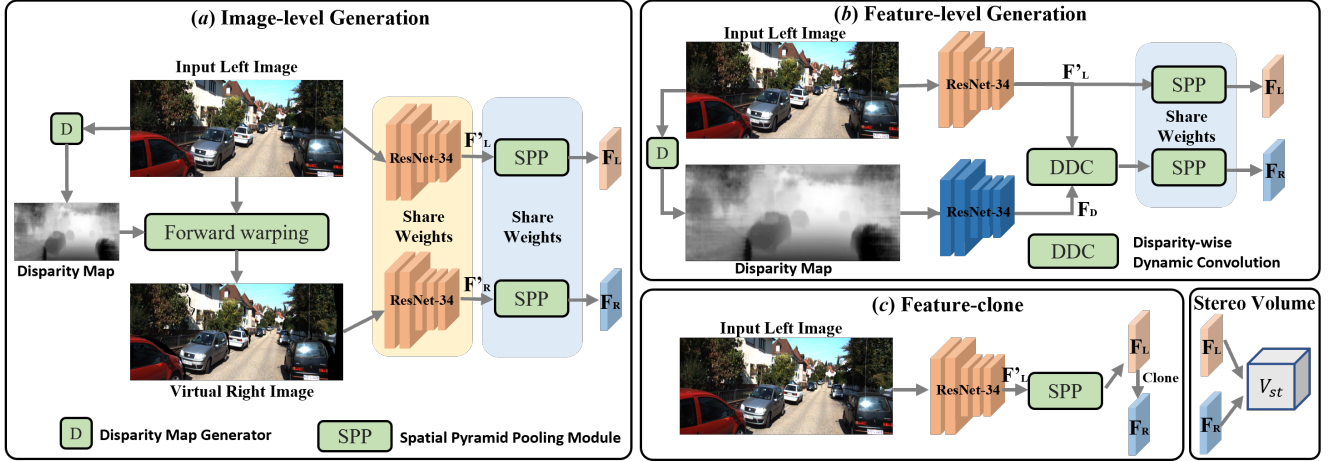 (a) Image-level Generation
Input Left Image
D
Disparity Map
Forward warping
Virtual Right Image
ResNet-34
Share
Weights
ResNet-34
F'L
F'R
SPP
Share
Weights
SPP
FL
FR
D
Disparity Map Generator
SPP
Spatial Pyramid Pooling Module
(b) Feature-level Generation
Input Left Image
D
Disparity Map
ResNet-34
ResNet-34
F'L
DDC
FD
SPP
Share
Weights
SPP
FL
FR
DDC
Disparity-wise
Dynamic Convolution
(c) Feature-clone
Input Left Image
ResNet-34
F'L
SPP
FL
Clone
FR
Stereo Volume
FL
FR
Vst